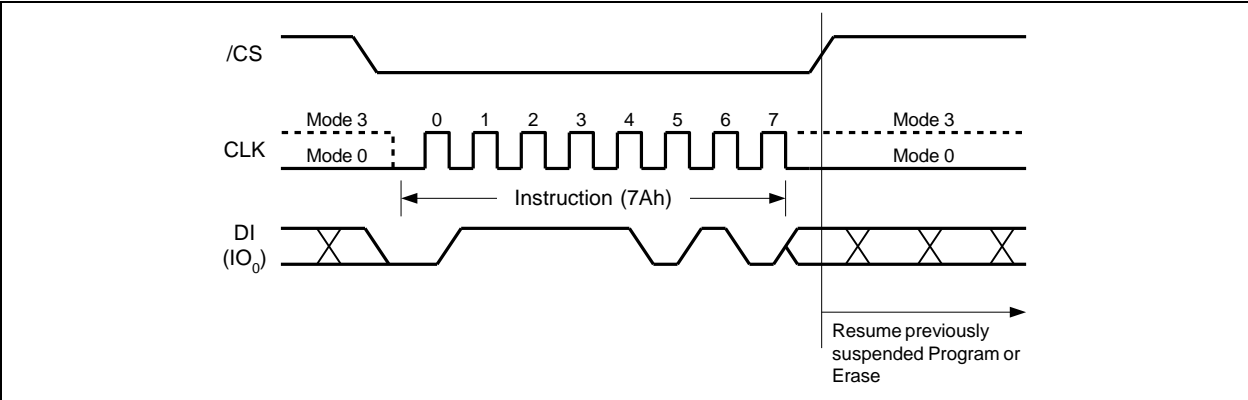 /CS
Mode 3 0 1 2 3 4 5 6 7 Mode 3
CLK
Mode 0 Mode 0
Instruction (7Ah)
DI
(IO0)
Resume previously
suspended Program or
Erase